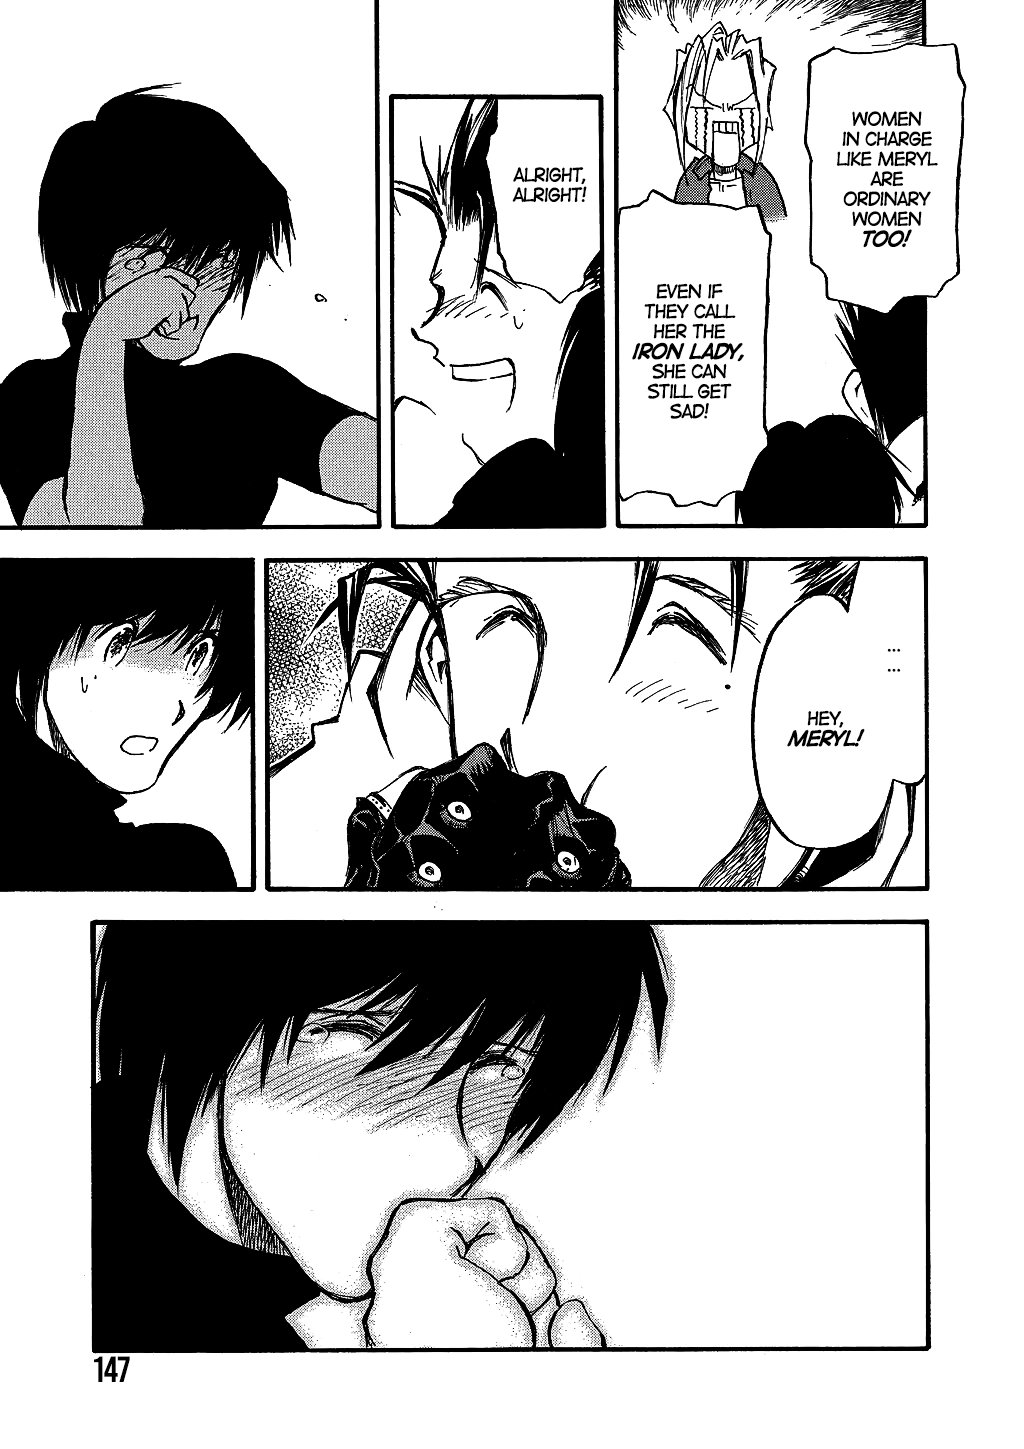 WOMEN
IN CHARGE
LIKE MERYL
ARE
ORDINARY
WOMEN
TOO!
EVEN IF
THEY CALL
HER THE
IRON LADY,
SHE CAN
STILL GET
SAD!
ALRIGHT,
ALRIGHT!
...
...
HEY,
MERYL!
147